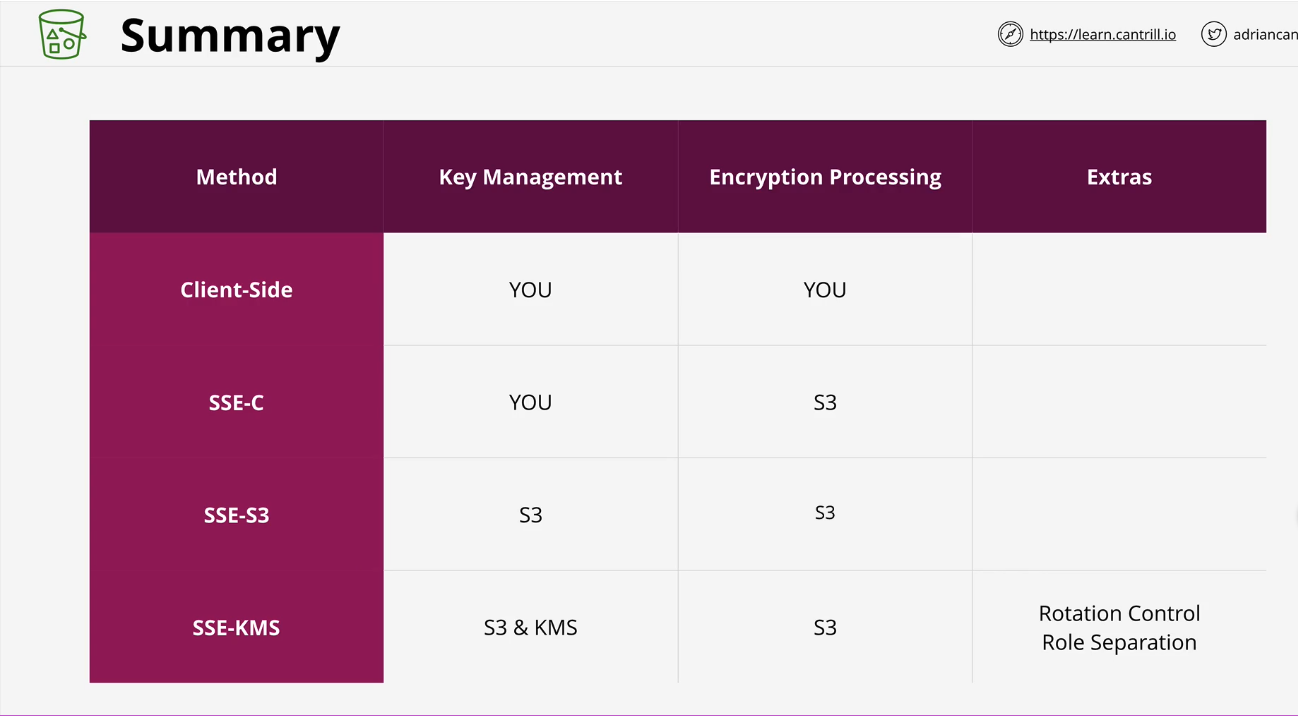 Summary
https://learn.cantrill.io
adriancan
Method Key Management Encryption Processing Extras
Client-Side YOU YOU
SSE-C YOU S3
SSE-S3 S3 S3
SSE-KMS S3 & KMS S3 Rotation Control
Role Separation